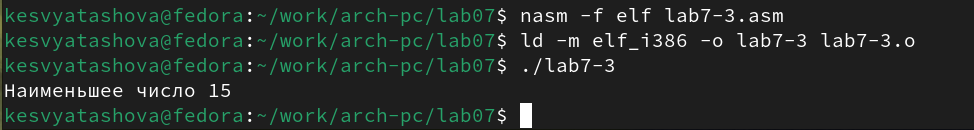 kesvyatashova@fedora:~/work/arch-pc/lab07$ nasm -f elf lab7-3.asm
kesvyatashova@fedora:~/work/arch-pc/lab07$ ld -m elf_i386 -o lab7-3 lab7-3.o
kesvyatashova@fedora:~/work/arch-pc/lab07$ ./lab7-3
Наименьшее число 15
kesvyatashova@fedora:~/work/arch-pc/lab07$